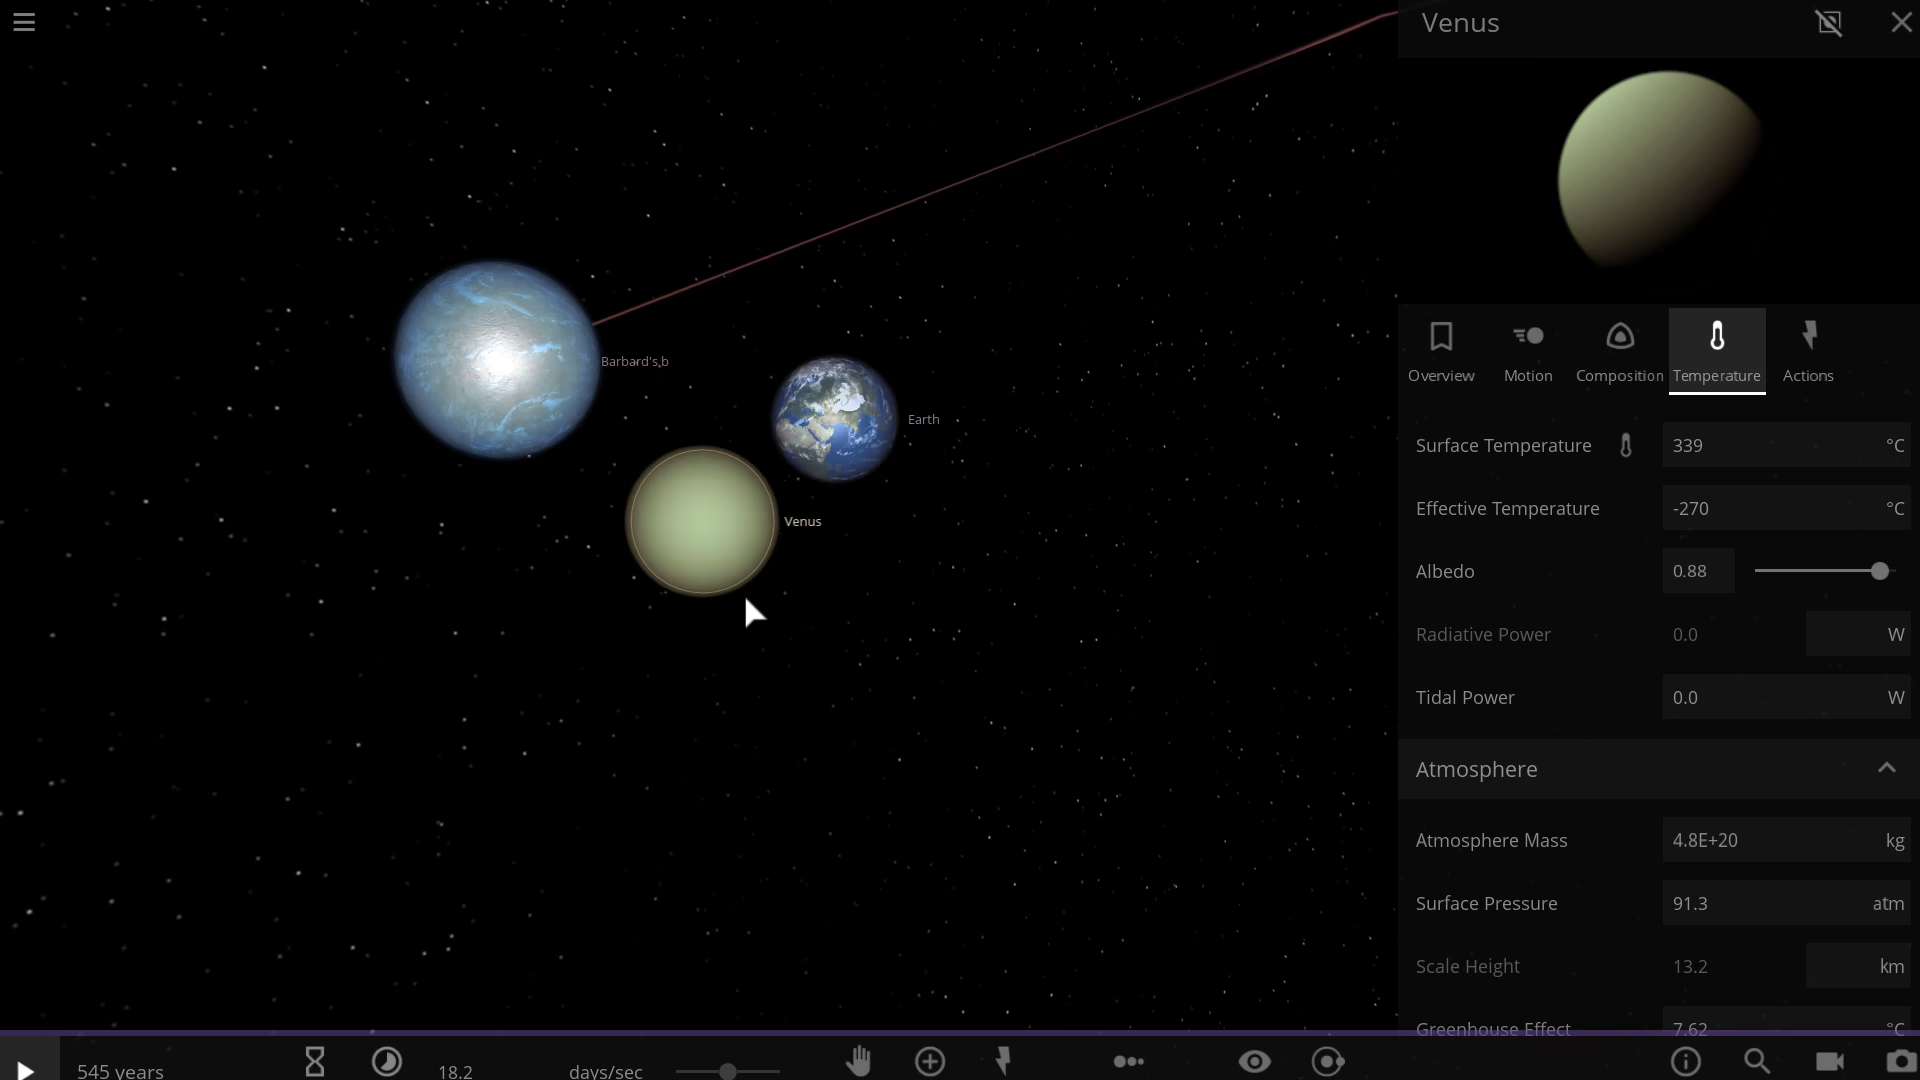 Venus
Barbard's b
Earth
Venus
Overview
Motion
Composition
Temperature
Actions
Surface Temperature 339 °C
Effective Temperature -270 °C
Albedo 0.88
Radiative Power 0.0 W
Tidal Power 0.0 W
Atmosphere
Atmosphere Mass 4.8E+20 kg
Surface Pressure 91.3 atm
Scale Height 13.2 km
Greenhouse Effect 7.62 °C
545 years 18.2 days/sec